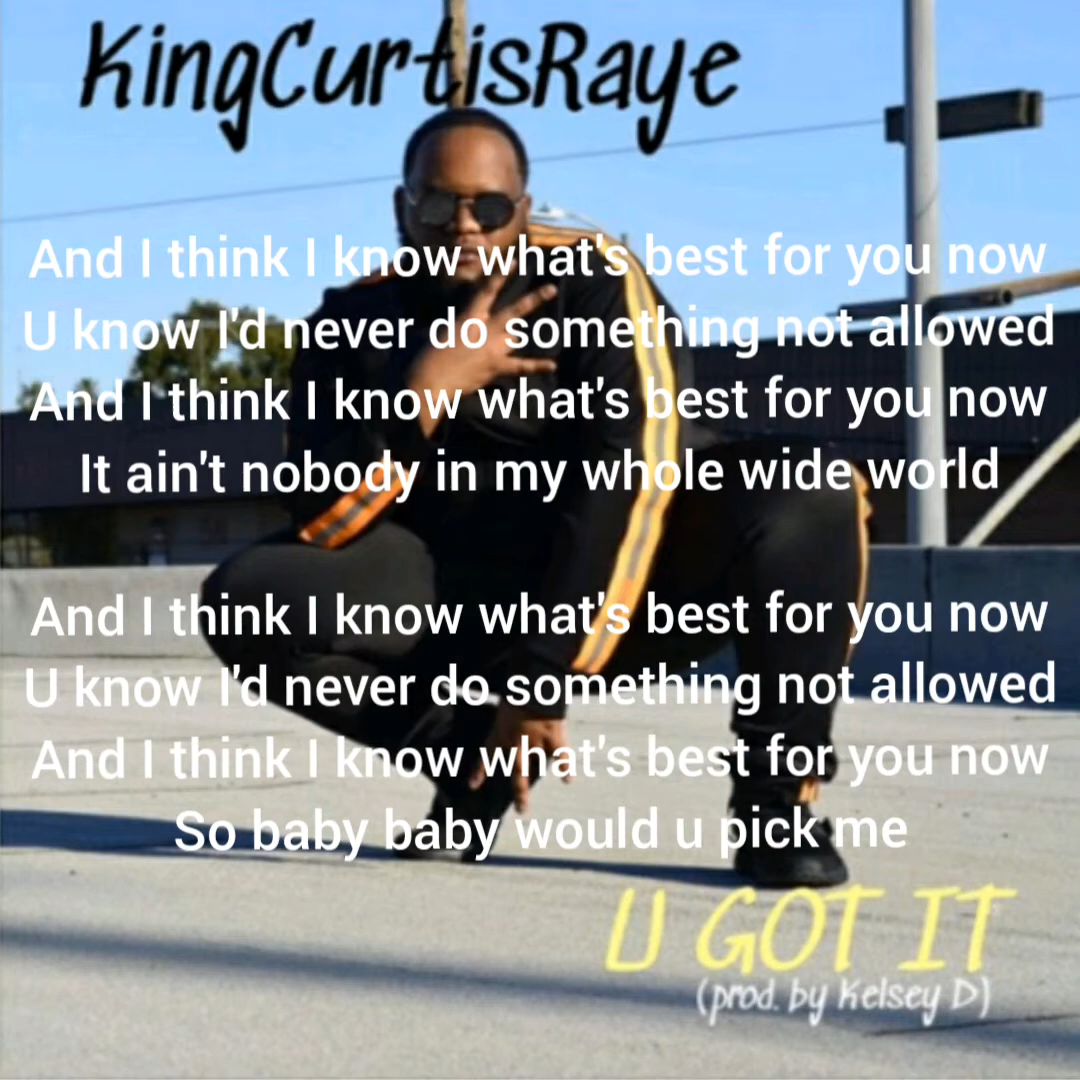 KingCurtisRaye
And I think I know what's best for you now
U know I'd never do something not allowed
And I think I know what's best for you now
It ain't nobody in my whole wide world
And I think I know what's best for you now
U know I'd never do something not allowed
And I think I know what's best for you now
So baby baby would u pick me
U GOT IT
(prod. by Kelsey D)